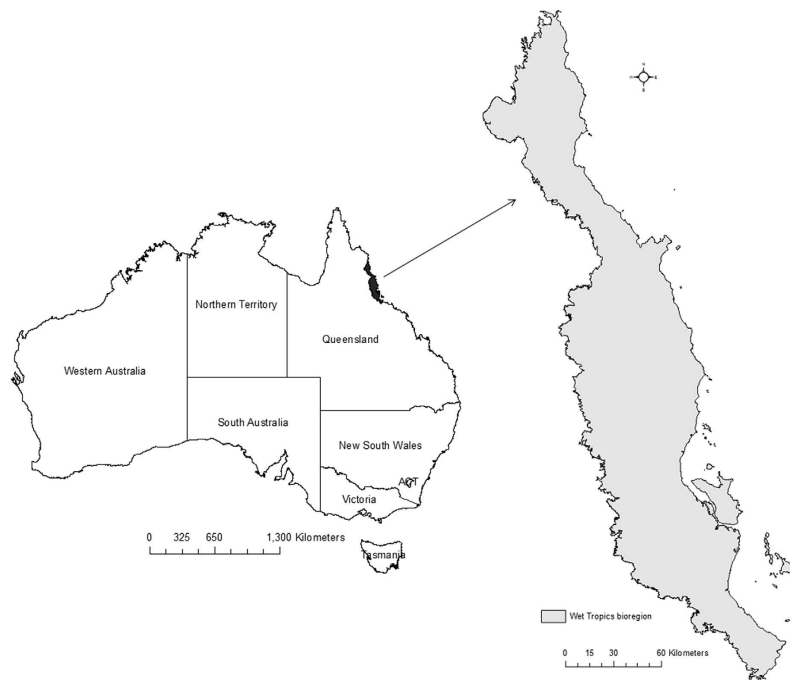 N
W E
S
Northern Territory
Queensland
Western Australia
South Australia
New South Wales
ACT
Victoria
0 325 650 1,300 Kilometers
Tasmania
Wet Tropics bioregion
0 15 30 60 Kilometers